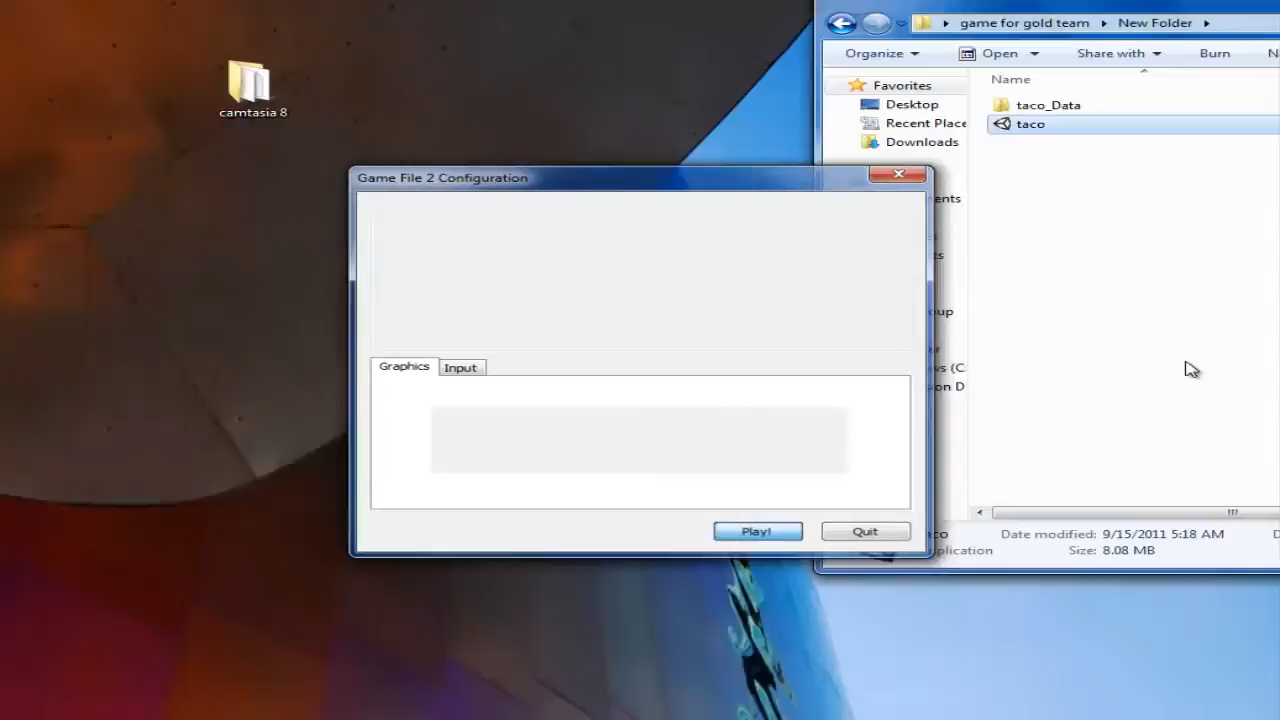 camtasia 8
game for gold team
New Folder
Organize
Open
Share with
Burn
Name
Favorites
Desktop
Recent Place
Downloads
taco_Data
taco
Game File 2 Configuration
Graphics
Input
Play!
Quit
Date modified: 9/15/2011 5:18 AM
Size: 8.08 MB